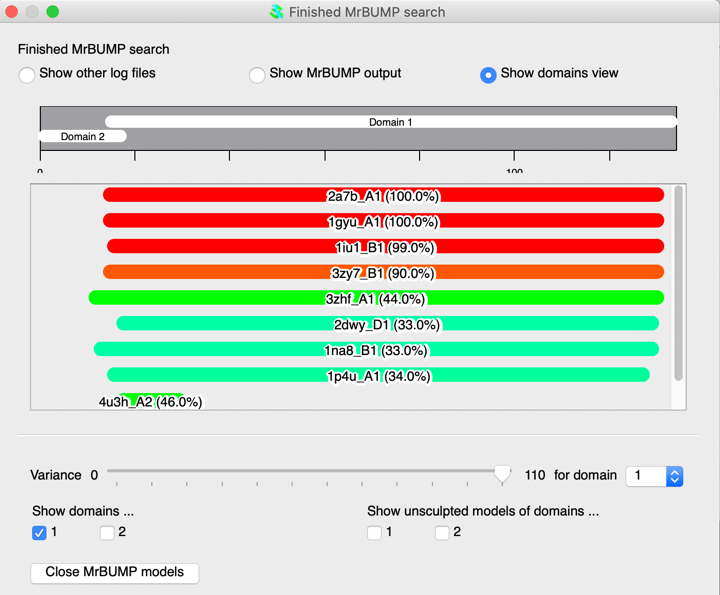 Finished MrBUMP search
Finished MrBUMP search
Show other log files
Show MrBUMP output
Show domains view
Domain 1
Domain 2
0 100
2a7b_A1 (100.0%)
1gyu_A1 (100.0%)
1iu1_B1 (99.0%)
3zy7_B1 (90.0%)
3zhf_A1 (44.0%)
2dwy_D1 (33.0%)
1na8_B1 (33.0%)
1p4u_A1 (34.0%)
4u3h_A2 (46.0%)
Variance 0 110 for domain 1
Show domains ... Show unsculpted models of domains ...
1 2 1 2
Close MrBUMP models